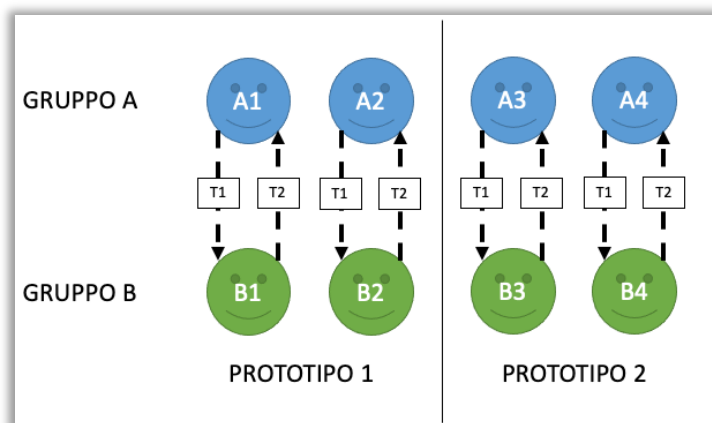 GRUPPO A
A1 A2 A3 A4
T1 T2 T1 T2 T1 T2 T1 T2
GRUPPO B
B1 B2 B3 B4
PROTOTIPO 1
PROTOTIPO 2